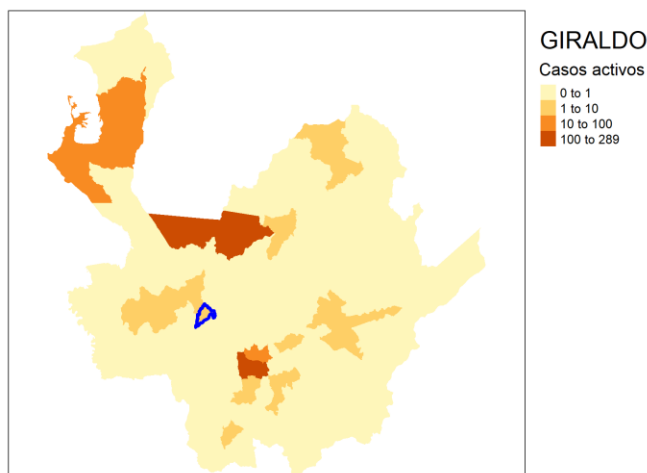 GIRALDO
Casos activos
0 to 1
1 to 10
10 to 100
100 to 289